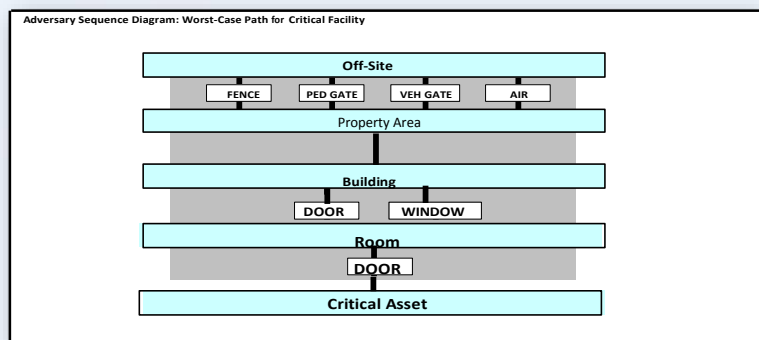 Adversary Sequence Diagram: Worst-Case Path for Critical Facility
Off-Site
FENCE PED GATE VEH GATE AIR
Property Area
Building
DOOR WINDOW
Room
DOOR
Critical Asset